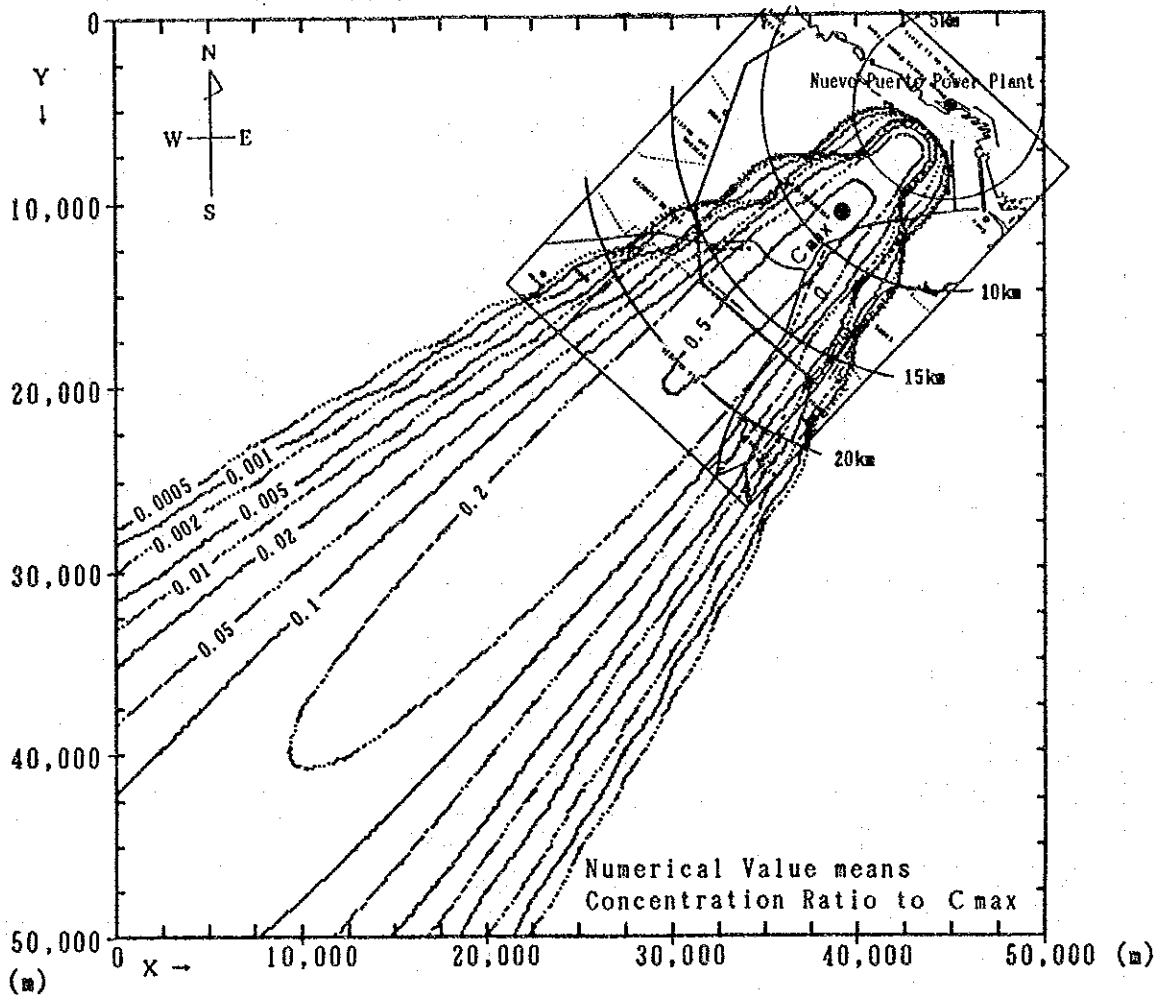 0
Y
↓
N
W E
S
5km
Nuevo Puerto Power Plant
10,000
Cmax
10km
0.5
15km
20,000
20km
0.0005
0.001
0.002
0.005
0.01
0.02
0.2
30,000
0.05
0.1
40,000
Numerical Value means
Concentration Ratio to C max
50,000
(m)
0 X → 10,000 20,000 30,000 40,000 50,000 (m)